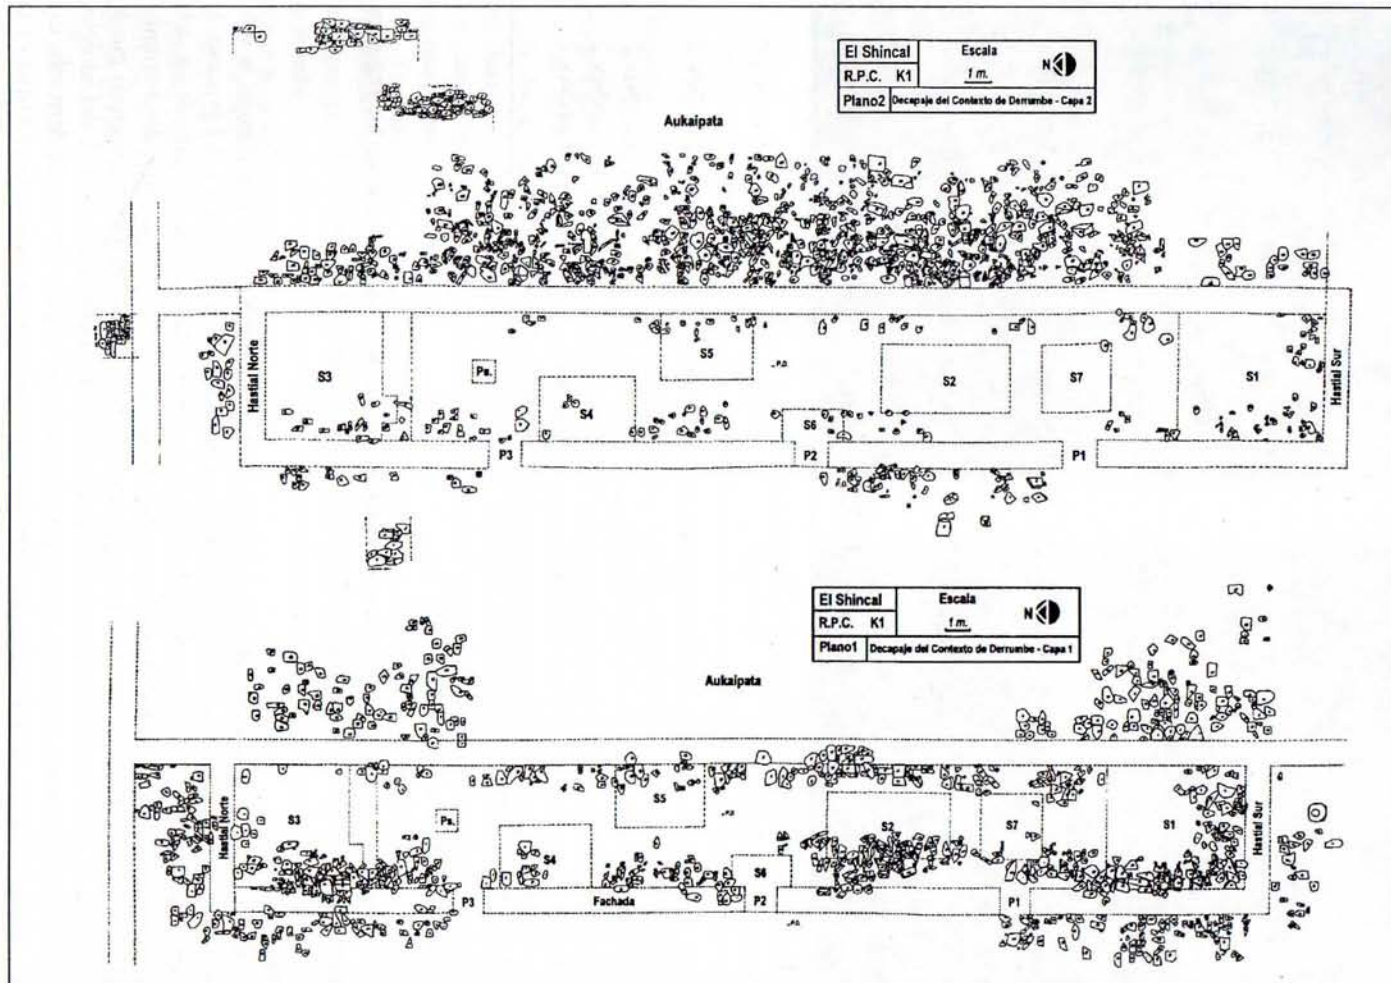 El Shincal
Escala
R.P.C. K1
1 m.
N
Plano2
Decapaje del Contexto de Derrumbe - Capa 2
Aukaipata
Hastial Norte
S3
Ps.
S4
S5
P.D.
S6
S2
S7
S1
Hastial Sur
P3
P2
P1
El Shincal
Escala
R.P.C. K1
1 m.
N
Plano1
Decapaje del Contexto de Derrumbe - Capa 1
Aukaipata
Hastial Norte
S3
Ps.
S4
S5
P.D.
S6
S2
S7
S1
Hastial Sur
P3
Fachada
P2
P.D.
P1